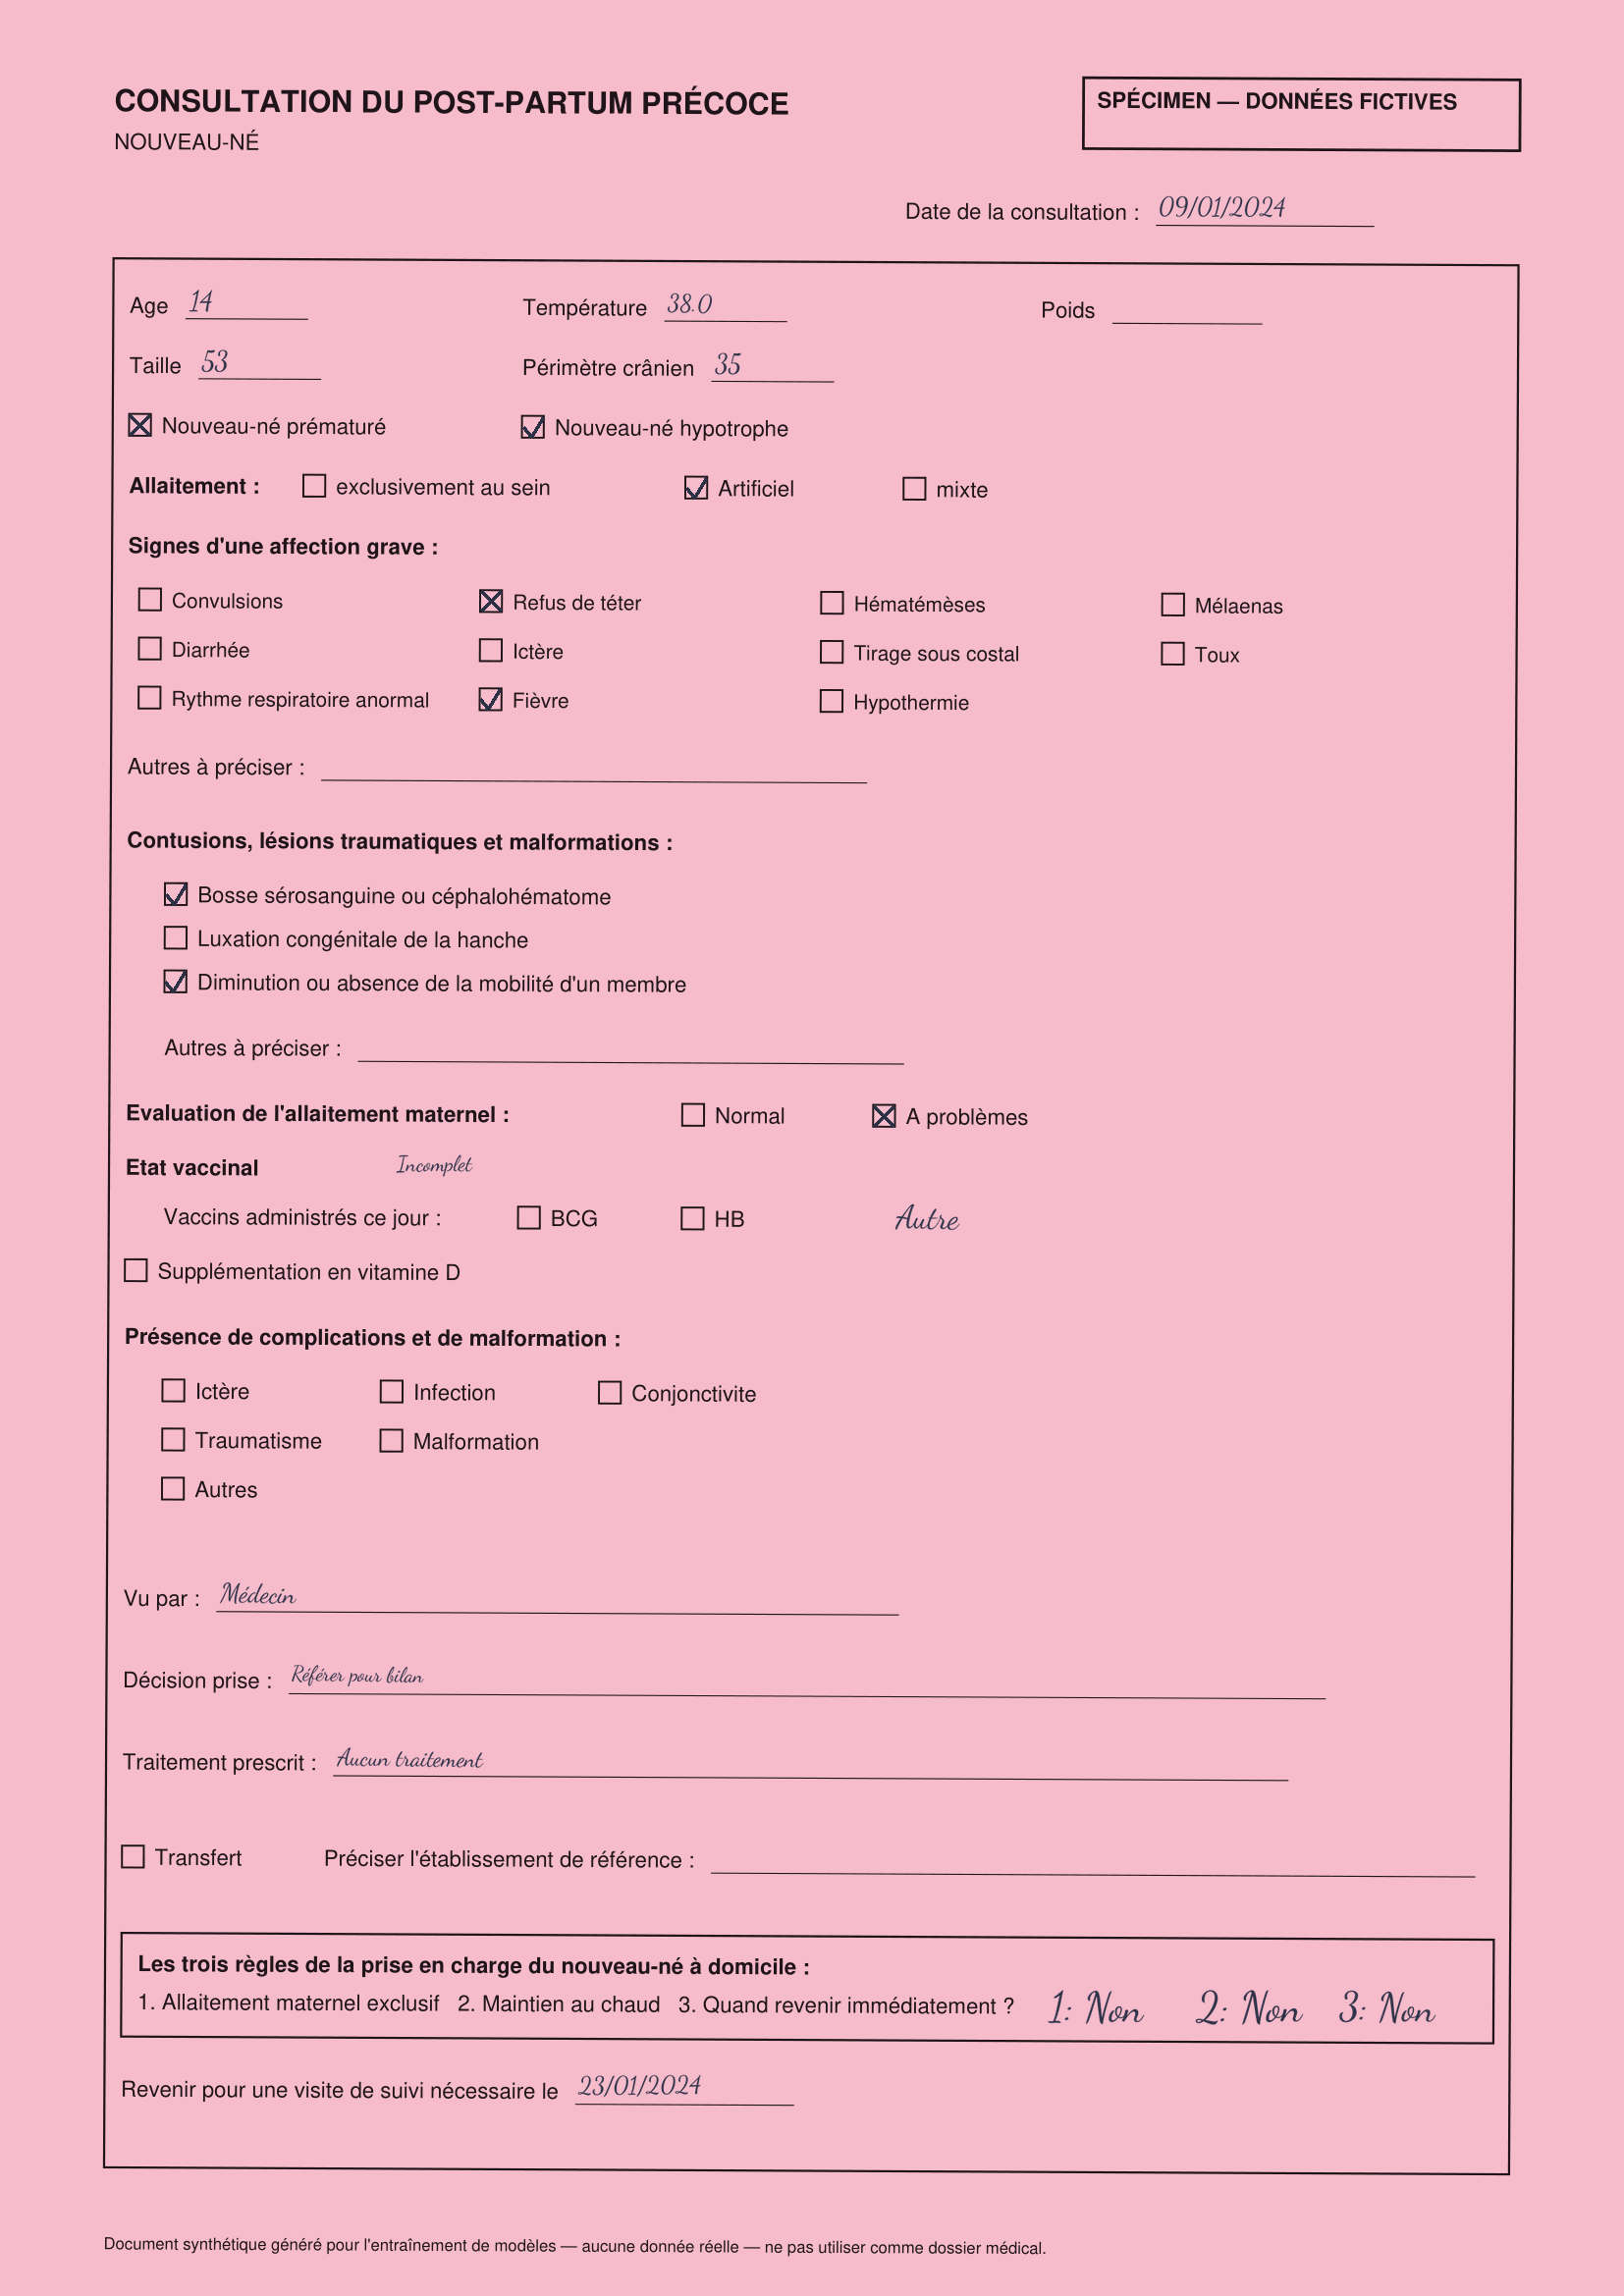 CONSULTATION DU POST-PARTUM PRÉCOCE
SPÉCIMEN — DONNÉES FICTIVES
NOUVEAU-NÉ
Date de la consultation : 09/01/2024
Age 14 Température 38.0 Poids
Taille 53 Périmètre crânien 35
Nouveau-né prématuré Nouveau-né hypotrophe
Allaitement : exclusivement au sein Artificiel mixte
Signes d'une affection grave :
Convulsions Refus de téter Hématémèses Mélaenas
Diarrhée Ictère Tirage sous costal Toux
Rythme respiratoire anormal Fièvre Hypothermie
Autres à préciser :
Contusions, lésions traumatiques et malformations :
Bosse sérosanguine ou céphalohématome
Luxation congénitale de la hanche
Diminution ou absence de la mobilité d'un membre
Autres à préciser :
Evaluation de l'allaitement maternel : Normal A problèmes
Etat vaccinal Incomplet
Vaccins administrés ce jour : BCG HB Autre
Supplémentation en vitamine D
Présence de complications et de malformation :
Ictère Infection Conjonctivite
Traumatisme Malformation
Autres
Vu par : Médecin
Décision prise : Référer pour bilan
Traitement prescrit : Aucun traitement
Transfert Préciser l'établissement de référence :
Les trois règles de la prise en charge du nouveau-né à domicile :
1. Allaitement maternel exclusif 2. Maintien au chaud 3. Quand revenir immédiatement ? 1: Non 2: Non 3: Non
Revenir pour une visite de suivi nécessaire le 23/01/2024
Document synthétique généré pour l'entraînement de modèles — aucune donnée réelle — ne pas utiliser comme dossier médical.